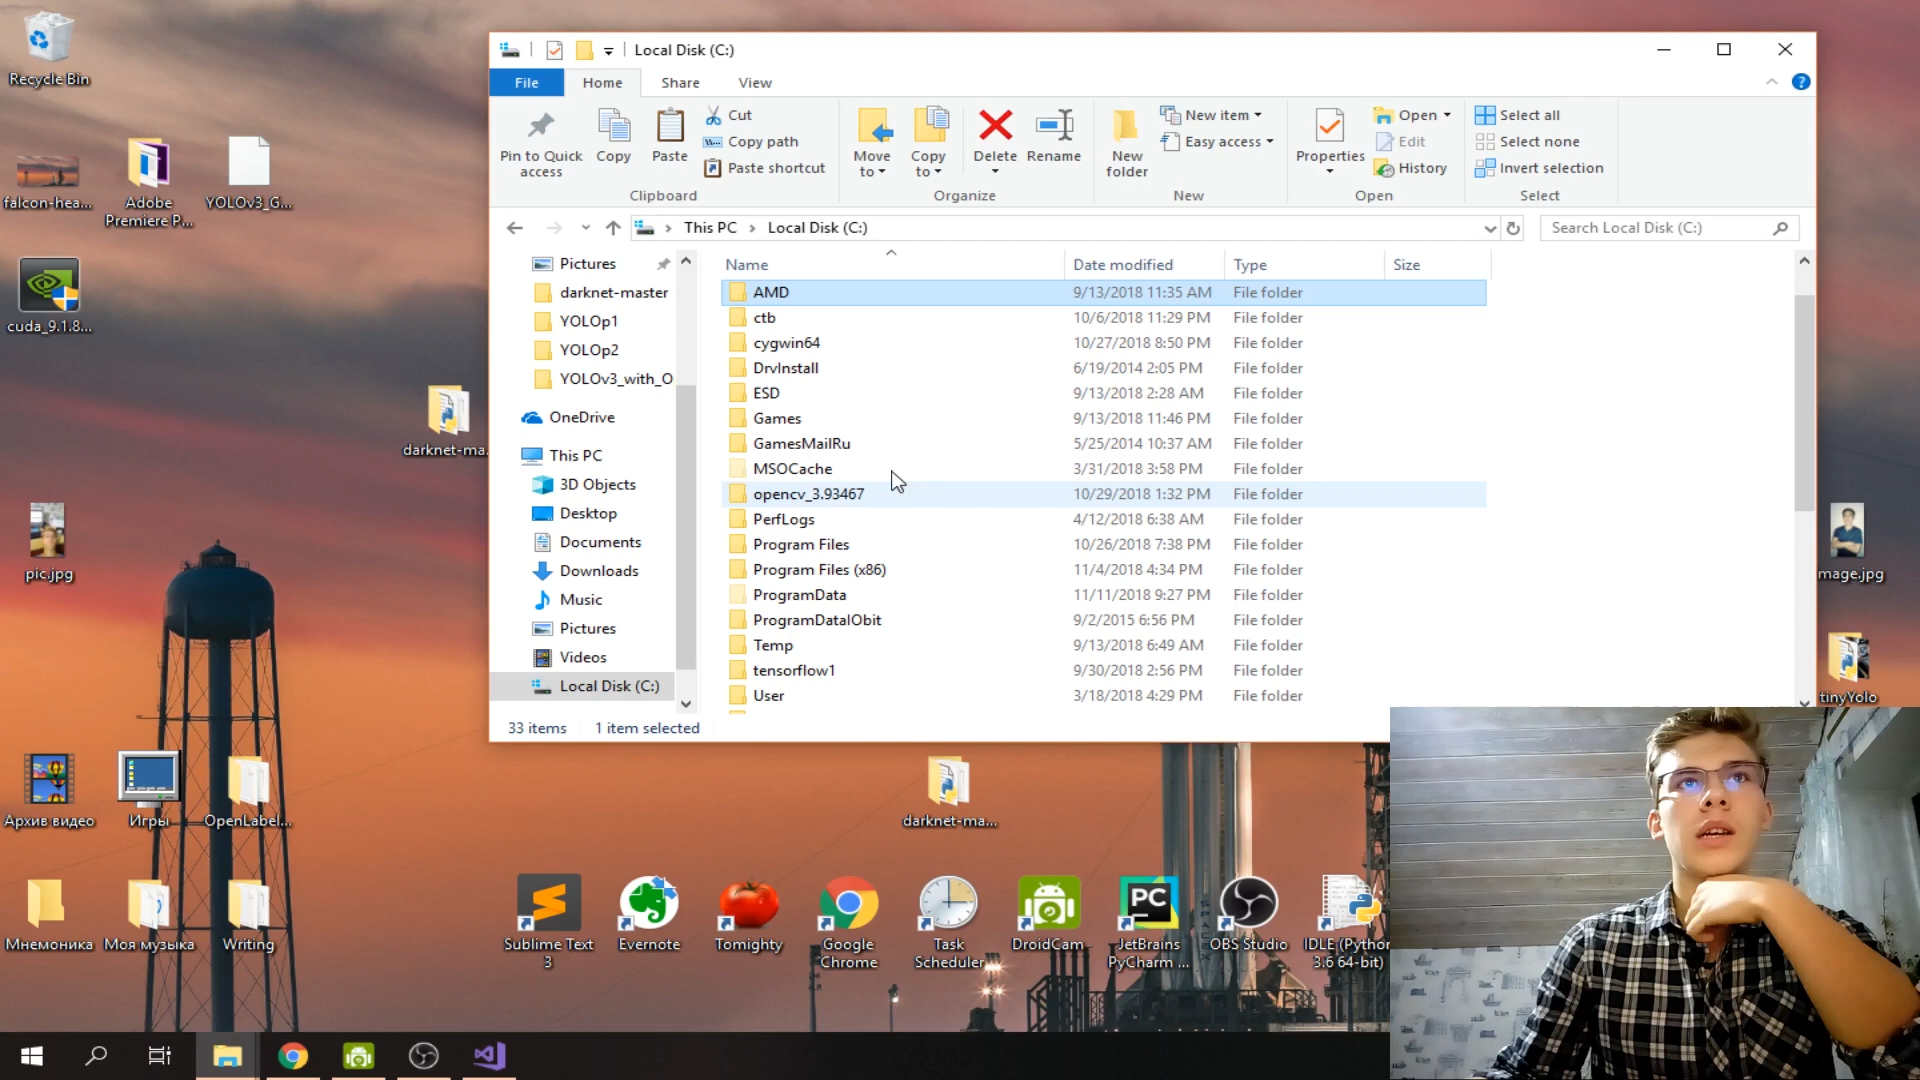 Recycle Bin
falcon-hea...
Adobe
Premiere P...
YOLOv3_G...
cuda_9.1.8...
darknet-ma...
pic.jpg
Архив видео
Игры
OpenLabel...
Мнемоника
Моя музыка
Writing
Local Disk (C:)
File
Home
Share
View
Pin to Quick
access
Copy
Paste
Cut
Copy path
Paste shortcut
Clipboard
Move
to
Copy
to
Delete
Rename
Organize
New
folder
New item
Easy access
New
Properties
Open
Edit
History
Open
Select all
Select none
Invert selection
Select
This PC
Local Disk (C:)
Search Local Disk (C:)
Pictures
darknet-master
YOLOp1
YOLOp2
YOLOv3_with_O
OneDrive
This PC
3D Objects
Desktop
Documents
Downloads
Music
Pictures
Videos
Local Disk (C:)
Name Date modified Type Size
AMD 9/13/2018 11:35 AM File folder
ctb 10/6/2018 11:29 PM File folder
cygwin64 10/27/2018 8:50 PM File folder
DrvInstall 6/19/2014 2:05 PM File folder
ESD 9/13/2018 2:28 AM File folder
Games 9/13/2018 11:46 PM File folder
GamesMailRu 5/25/2014 10:37 AM File folder
MSOCache 3/31/2018 3:58 PM File folder
opencv_3.93467 10/29/2018 1:32 PM File folder
PerfLogs 4/12/2018 6:38 AM File folder
Program Files 10/26/2018 7:38 PM File folder
Program Files (x86) 11/4/2018 4:34 PM File folder
ProgramData 11/11/2018 9:27 PM File folder
ProgramDataIObit 9/2/2015 6:56 PM File folder
Temp 9/13/2018 6:49 AM File folder
tensorflow1 9/30/2018 2:56 PM File folder
User 3/18/2018 4:29 PM File folder
33 items 1 item selected
mage.jpg
tinyYolo
darknet-ma...
Sublime Text
3
Evernote
Tomighty
Google
Chrome
Task
Scheduler
DroidCam
PC
JetBrains
PyCharm ...
OBS Studio
IDLE (Python
3.6 64-bit)